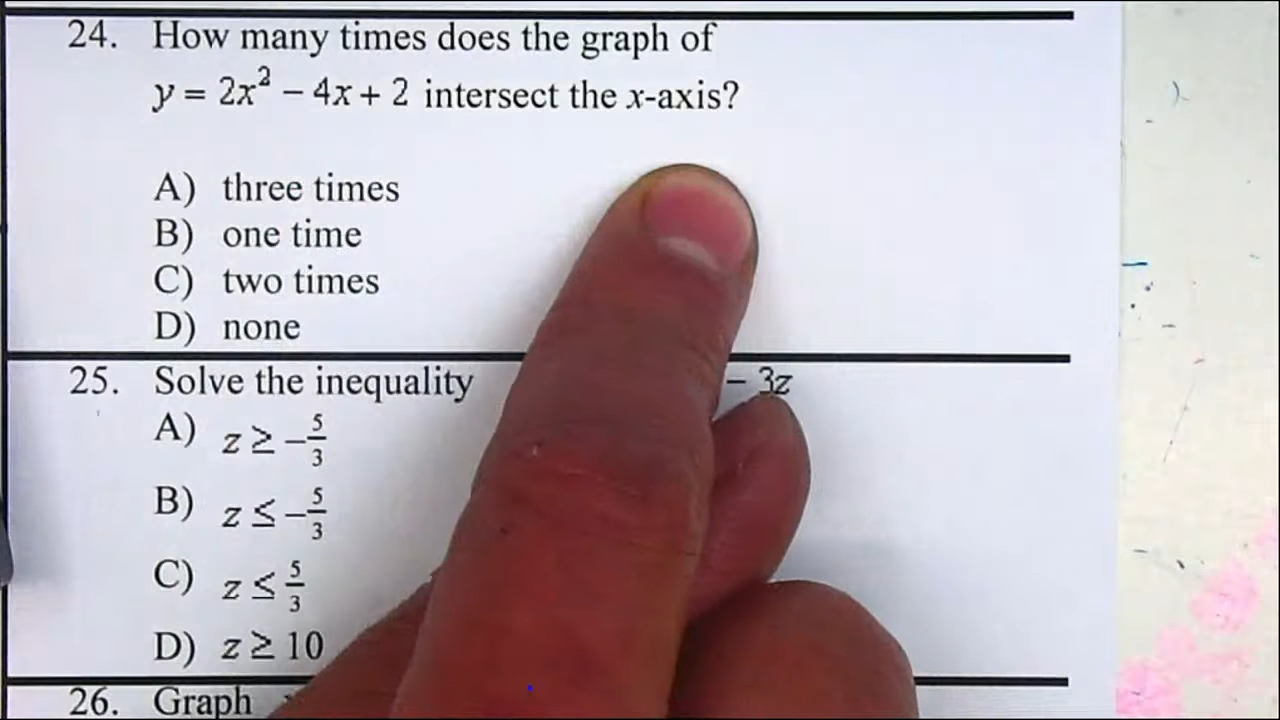 24. How many times does the graph of
y = 2x² − 4x + 2 intersect the x-axis?
A) three times
B) one time
C) two times
D) none
25. Solve the inequality − 3z
A) z ≥ −5/3
B) z ≤ −5/3
C) z ≤ 5/3
D) z ≥ 10
26. Graph